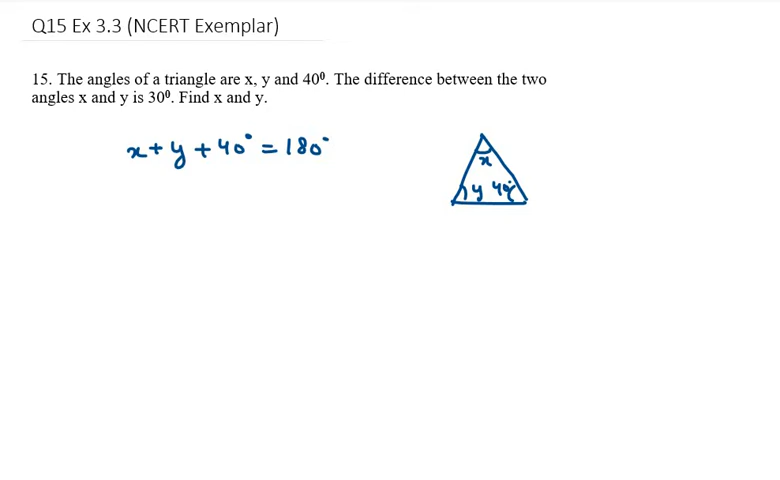 Q15 Ex 3.3 (NCERT Exemplar)
15. The angles of a triangle are x, y and 40⁰. The difference between the two
angles x and y is 30⁰. Find x and y.
x + y + 40° = 180°
x
y 40°